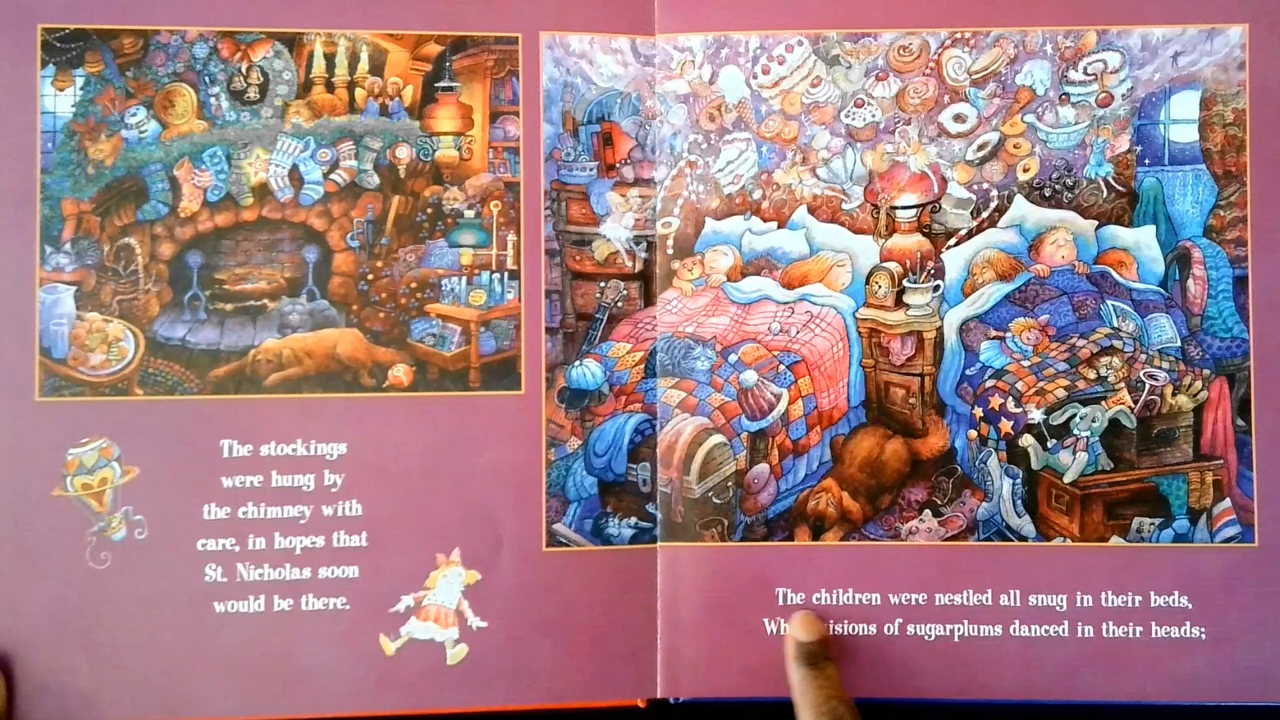 The stockings
were hung by
the chimney with
care, in hopes that
St. Nicholas soon
would be there.
The children were nestled all snug in their beds,
isions of sugarplums danced in their heads;